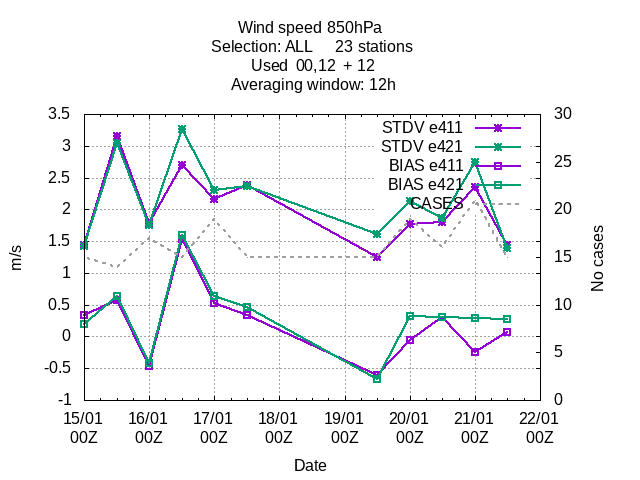 Wind speed 850hPa
Selection: ALL 23 stations
Used 00,12 + 12
Averaging window: 12h
3.5
3
2.5
2
1.5
1
0.5
0
-0.5
-1
m/s
30
25
20
15
10
5
0
No cases
STDV e411
STDV e421
BIAS e411
BIAS e421
CASES
15/01 16/01 17/01 18/01 19/01 20/01 21/01 22/01
00Z 00Z 00Z 00Z 00Z 00Z 00Z 00Z
Date